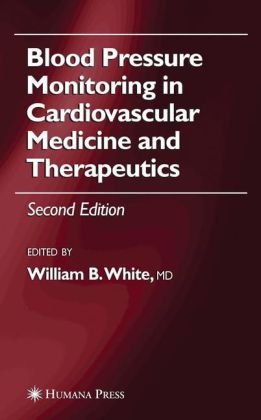 Blood Pressure
Monitoring in
Cardiovascular
Medicine and
Therapeutics
Second Edition
EDITED BY
William B. White, MD
HUMANA PRESS